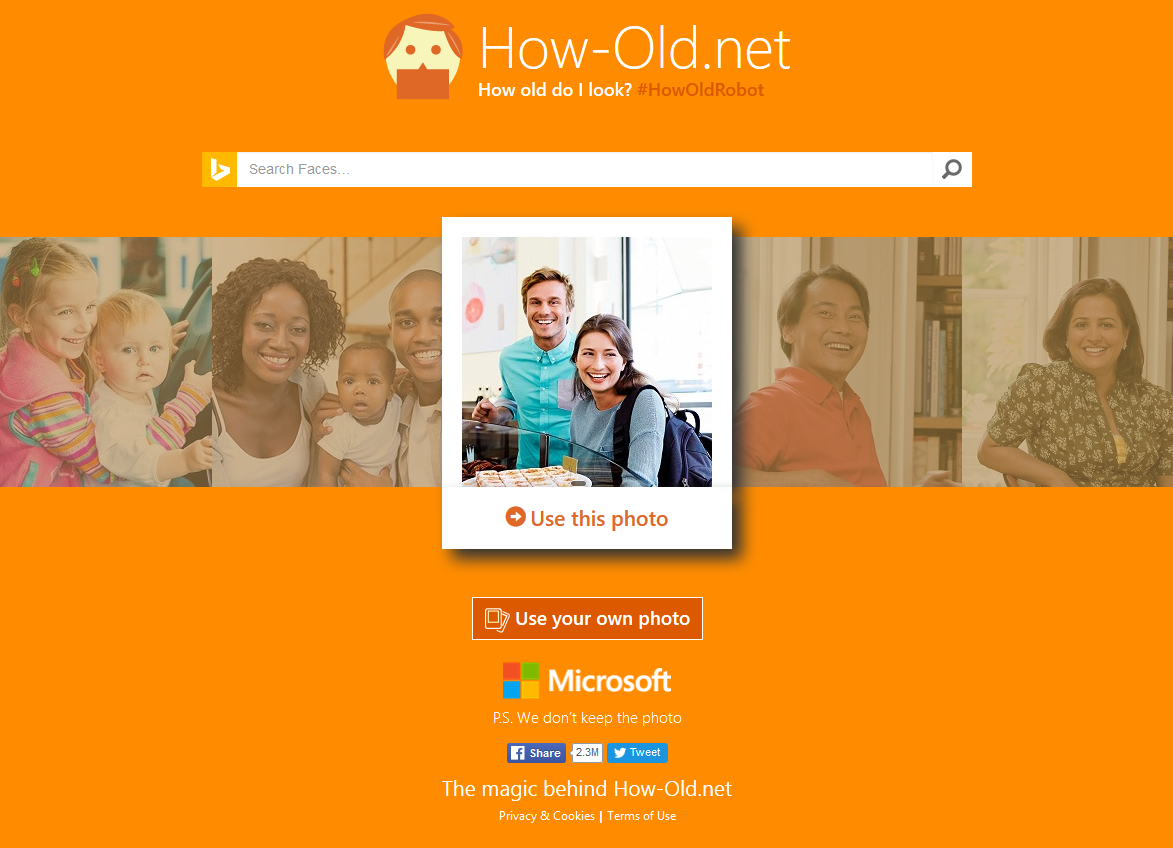 How-Old.net
How old do I look? #HowOldRobot
Search Faces...
Use this photo
Use your own photo
Microsoft
P.S. We don't keep the photo
Share 2.3M Tweet
The magic behind How-Old.net
Privacy & Cookies | Terms of Use